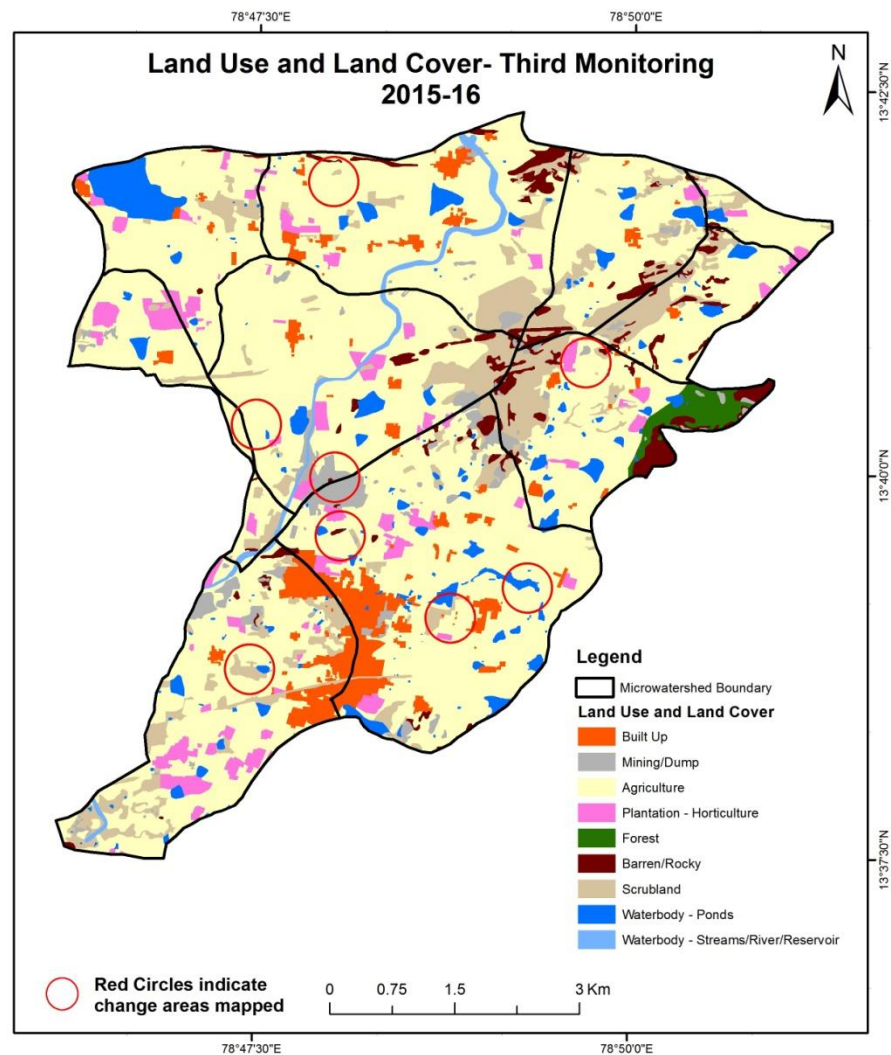 78°47'30"E
78°50'0"E
Land Use and Land Cover- Third Monitoring
2015-16
N
13°42'30"N
13°40'0"N
13°37'30"N
Legend
Microwatershed Boundary
Land Use and Land Cover
Built Up
Mining/Dump
Agriculture
Plantation - Horticulture
Forest
Barren/Rocky
Scrubland
Waterbody - Ponds
Waterbody - Streams/River/Reservoir
Red Circles indicate
change areas mapped
0 0.75 1.5 3 Km
78°47'30"E
78°50'0"E